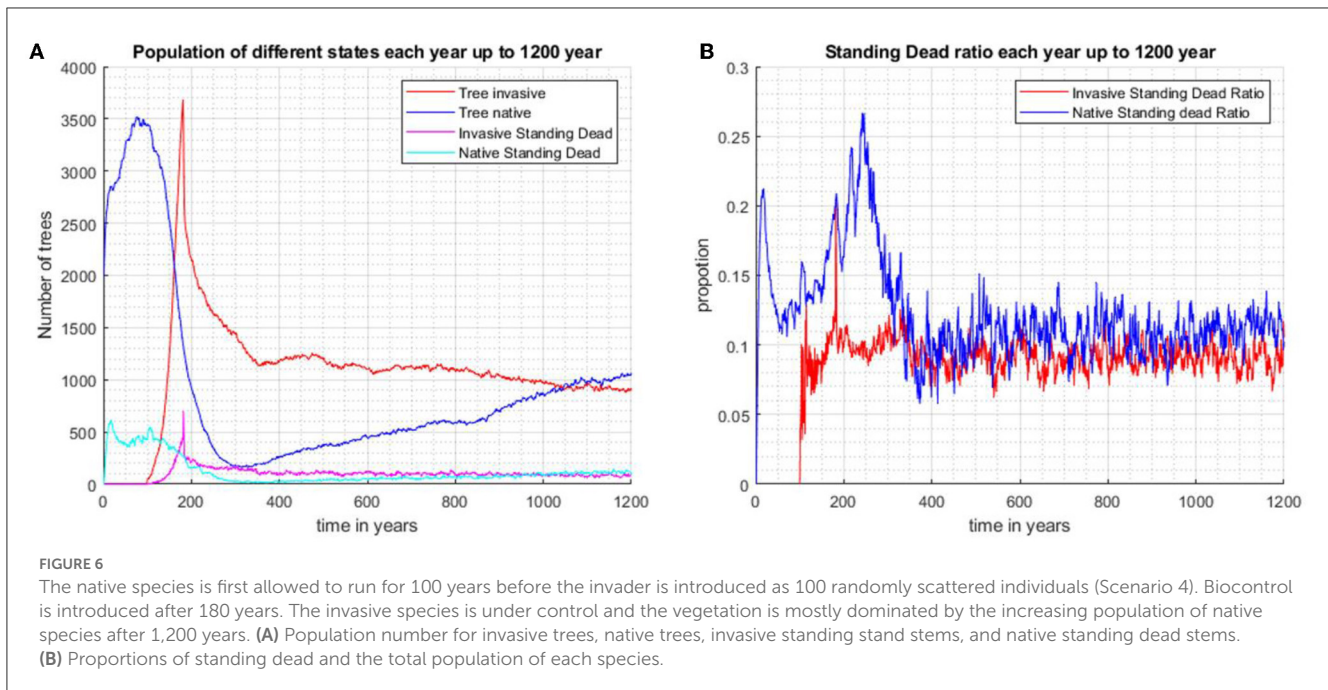 A
Population of different states each year up to 1200 year
4000
3500
3000
2500
2000
1500
1000
500
0
Number of trees
Tree invasive
Tree native
Invasive Standing Dead
Native Standing Dead
0 200 400 600 800 1000 1200
time in years
B
Standing Dead ratio each year up to 1200 year
0.3
0.25
0.2
0.15
0.1
0.05
0
propotion
Invasive Standing Dead Ratio
Native Standing dead Ratio
0 200 400 600 800 1000 1200
time in years
FIGURE 6
The native species is first allowed to run for 100 years before the invader is introduced as 100 randomly scattered individuals (Scenario 4). Biocontrol
is introduced after 180 years. The invasive species is under control and the vegetation is mostly dominated by the increasing population of native
species after 1,200 years. (A) Population number for invasive trees, native trees, invasive standing stand stems, and native standing dead stems.
(B) Proportions of standing dead and the total population of each species.